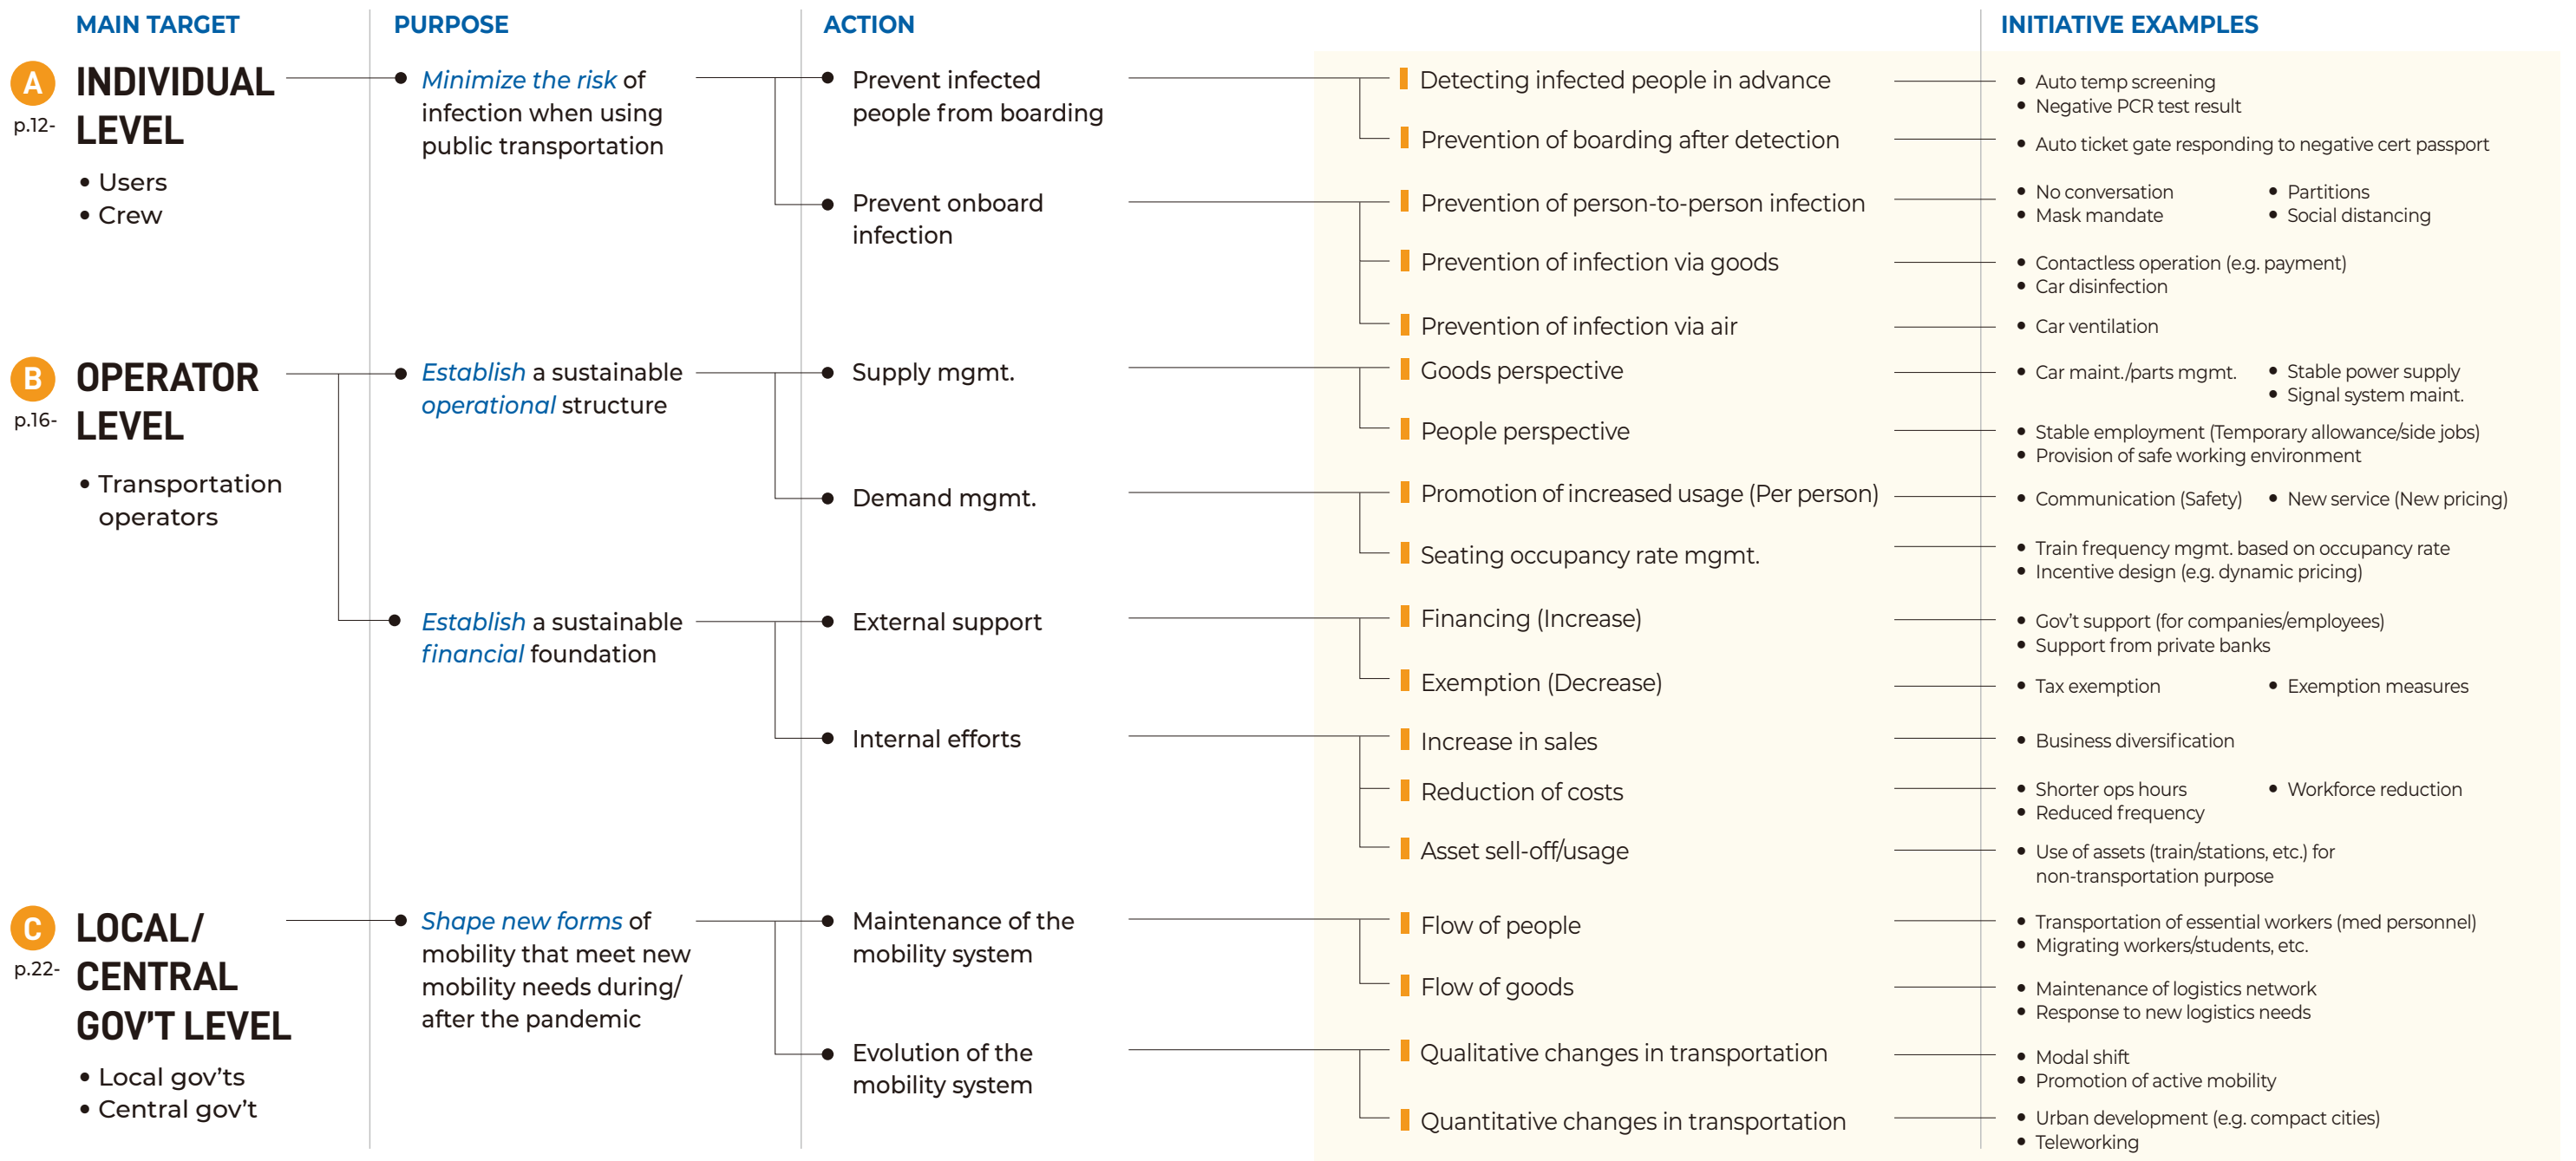 MAIN TARGET
PURPOSE
ACTION
INITIATIVE EXAMPLES
A
p.12-
INDIVIDUAL
LEVEL
• Users
• Crew
Minimize the risk of
infection when using
public transportation
Prevent infected
people from boarding
Detecting infected people in advance
• Auto temp screening
• Negative PCR test result
Prevention of boarding after detection
• Auto ticket gate responding to negative cert passport
Prevent onboard
infection
Prevention of person-to-person infection
• No conversation
• Mask mandate
• Partitions
• Social distancing
Prevention of infection via goods
• Contactless operation (e.g. payment)
• Car disinfection
Prevention of infection via air
• Car ventilation
B
p.16-
OPERATOR
LEVEL
• Transportation
operators
Establish a sustainable
operational structure
Supply mgmt.
Goods perspective
• Car maint./parts mgmt.
• Stable power supply
• Signal system maint.
People perspective
• Stable employment (Temporary allowance/side jobs)
• Provision of safe working environment
Demand mgmt.
Promotion of increased usage (Per person)
• Communication (Safety)
• New service (New pricing)
Seating occupancy rate mgmt.
• Train frequency mgmt. based on occupancy rate
• Incentive design (e.g. dynamic pricing)
Establish a sustainable
financial foundation
External support
Financing (Increase)
• Gov't support (for companies/employees)
• Support from private banks
Exemption (Decrease)
• Tax exemption
• Exemption measures
Internal efforts
Increase in sales
• Business diversification
Reduction of costs
• Shorter ops hours
• Reduced frequency
• Workforce reduction
Asset sell-off/usage
• Use of assets (train/stations, etc.) for
non-transportation purpose
C
p.22-
LOCAL/
CENTRAL
GOV'T LEVEL
• Local gov'ts
• Central gov't
Shape new forms of
mobility that meet new
mobility needs during/
after the pandemic
Maintenance of the
mobility system
Flow of people
• Transportation of essential workers (med personnel)
• Migrating workers/students, etc.
Flow of goods
• Maintenance of logistics network
• Response to new logistics needs
Evolution of the
mobility system
Qualitative changes in transportation
• Modal shift
• Promotion of active mobility
Quantitative changes in transportation
• Urban development (e.g. compact cities)
• Teleworking